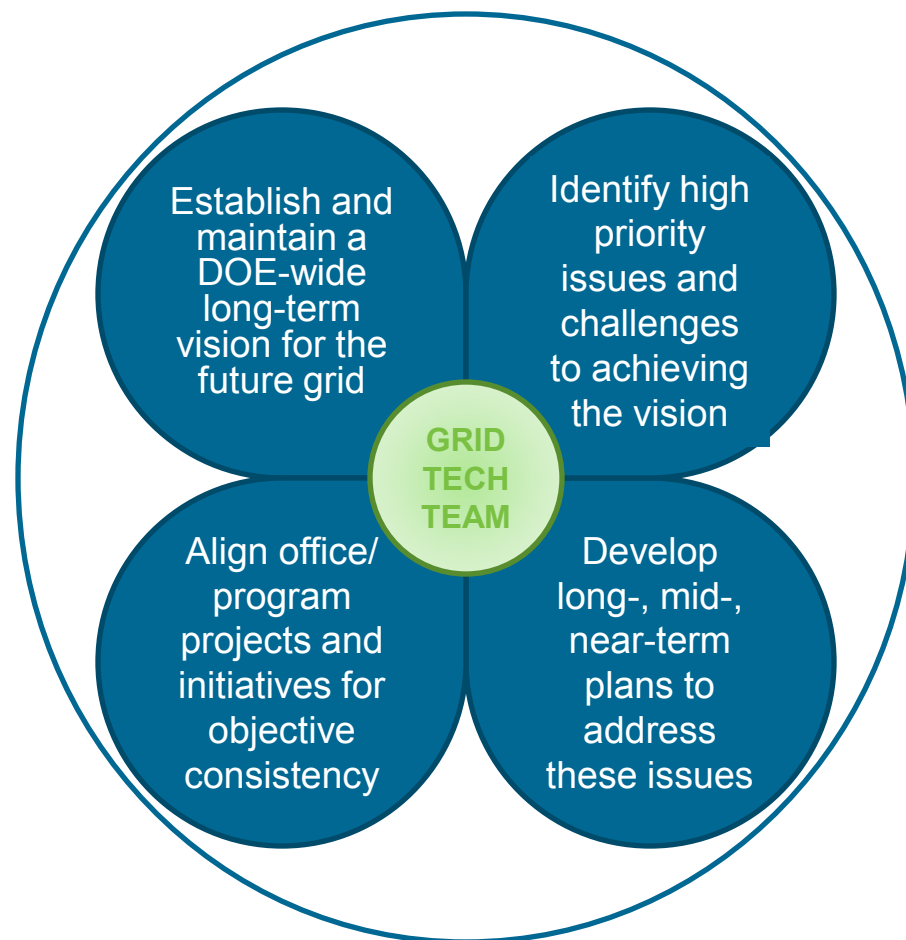 Establish and
maintain a
DOE-wide
long-term
vision for the
future grid
Identify high
priority
issues and
challenges
to achieving
the vision
GRID
TECH
TEAM
Align office/
program
projects and
initiatives for
objective
consistency
Develop
long-, mid-,
near-term
plans to
address
these issues